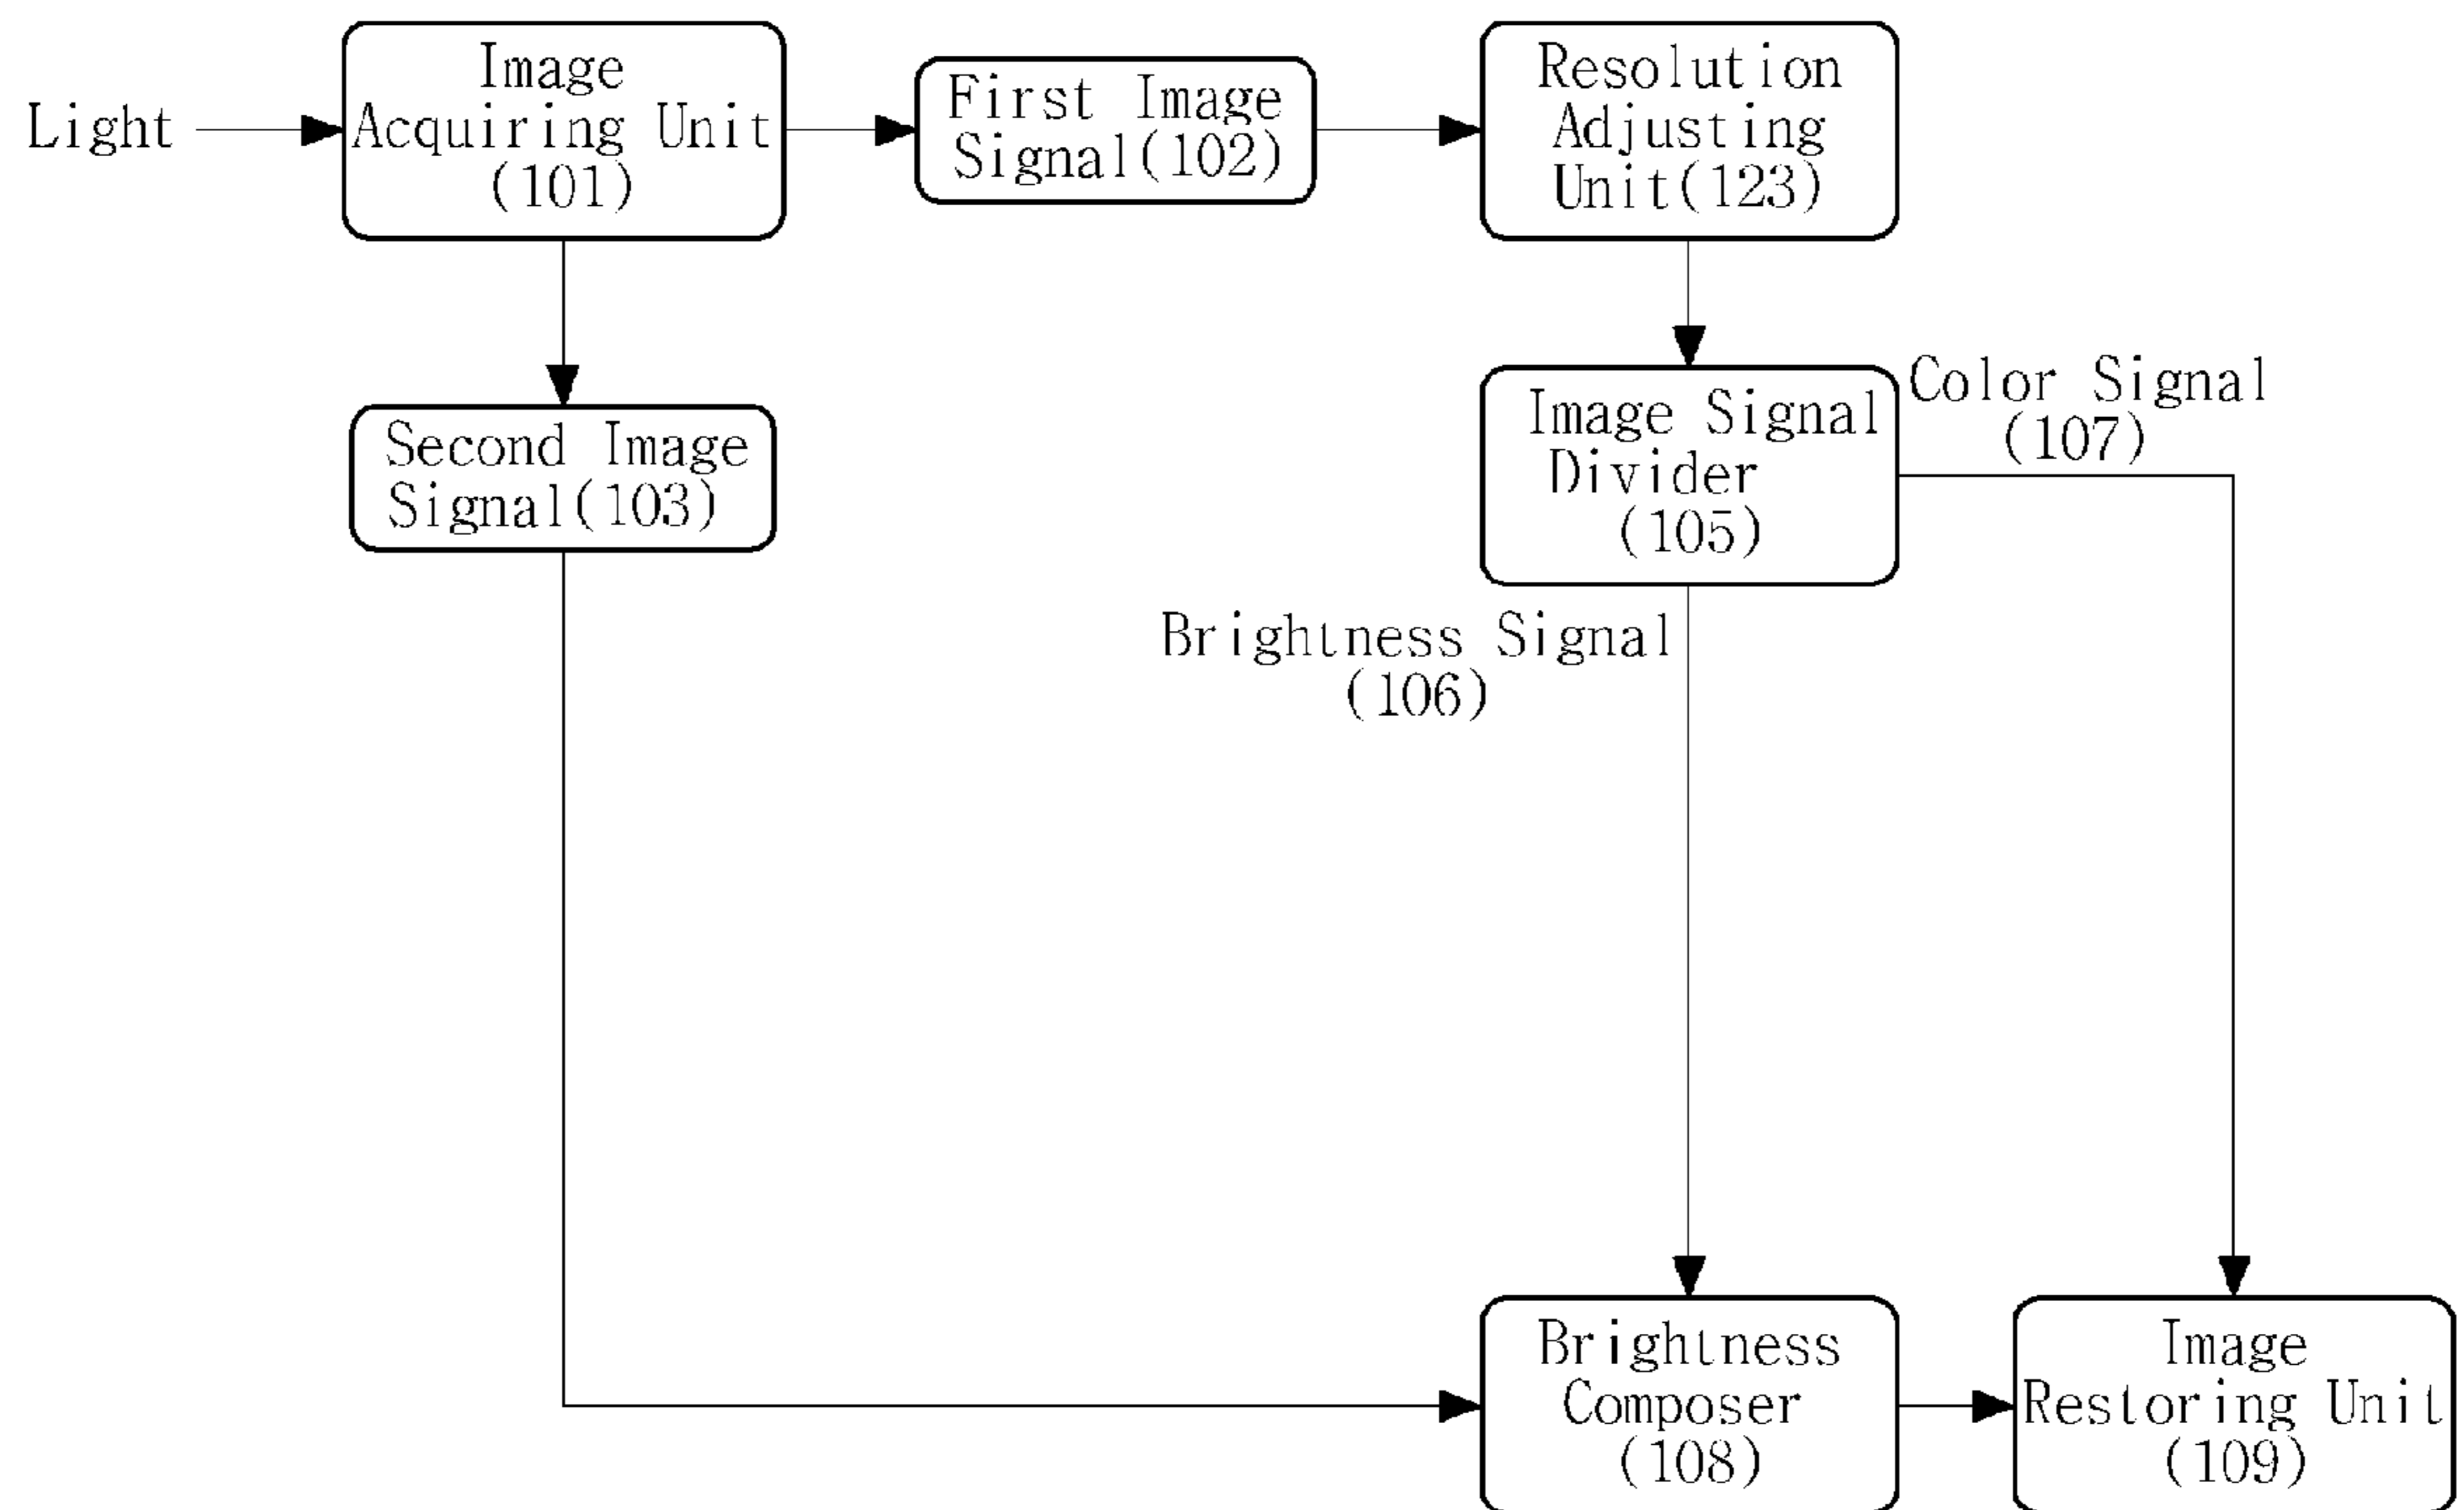 Light
Image
Acquiring Unit
(101)
First Image
Signal(102)
Resolution
Adjusting
Unit(123)
Second Image
Signal(103)
Image Signal
Divider
(105)
Color Signal
(107)
Brightness Signal
(106)
Brightness
Composer
(108)
Image
Restoring Unit
(109)